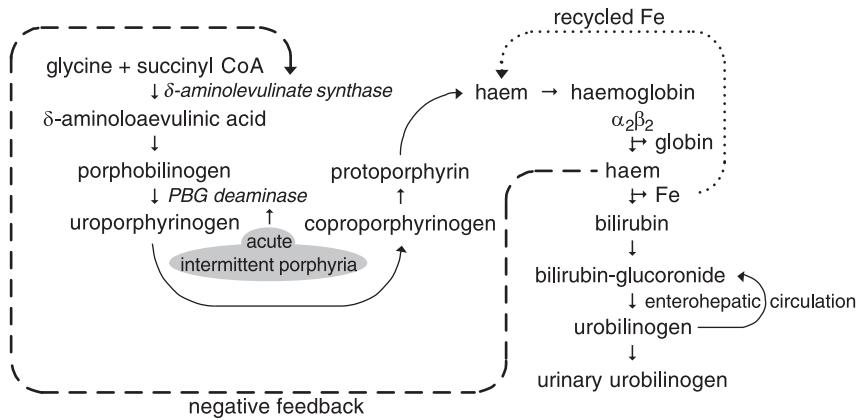 recycled Fe
glycine + succinyl CoA
↓ δ-aminolevulinate synthase
δ-aminoloaevulinic acid
↓
porphobilinogen
↓ PBG deaminase
uroporphyrinogen
↑
acute
intermittent porphyria
coproporphyrinogen
↑
protoporphyrin
haem → haemoglobin
α₂β₂
globin
haem
Fe
bilirubin
↓
bilirubin-glucoronide
↓ enterohepatic circulation
urobilinogen
↓
urinary urobilinogen
negative feedback